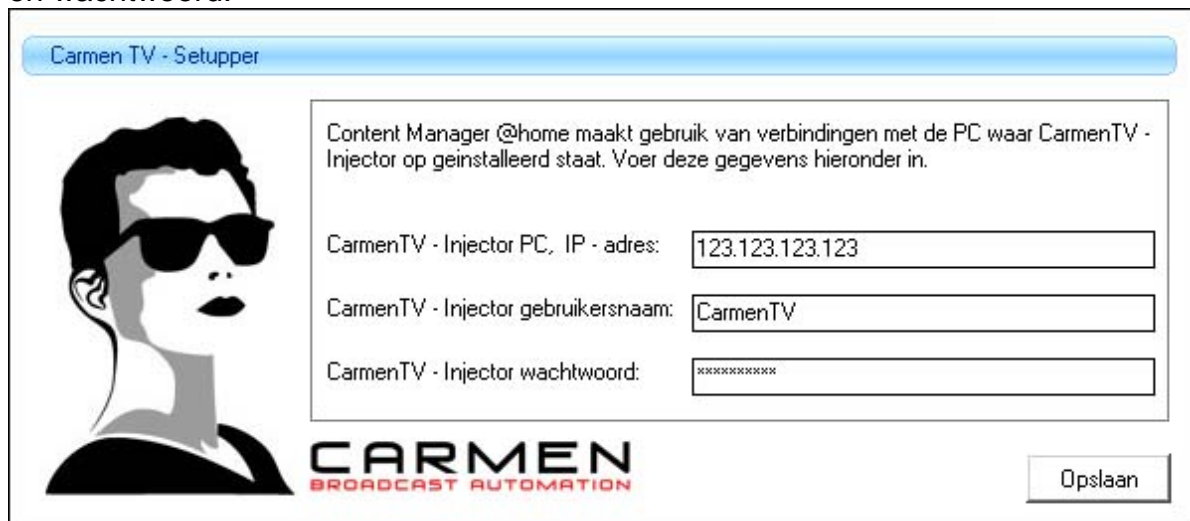 en wachtwoord.
Carmen TV - Setupper
Content Manager @home maakt gebruik van verbindingen met de PC waar CarmenTV -
Injector op geinstalleerd staat. Voer deze gegevens hieronder in.
CarmenTV - Injector PC, IP - adres:
123.123.123.123
CarmenTV - Injector gebruikersnaam:
CarmenTV
CarmenTV - Injector wachtwoord:
××××××××××
CARMEN
BROADCAST AUTOMATION
Opslaan